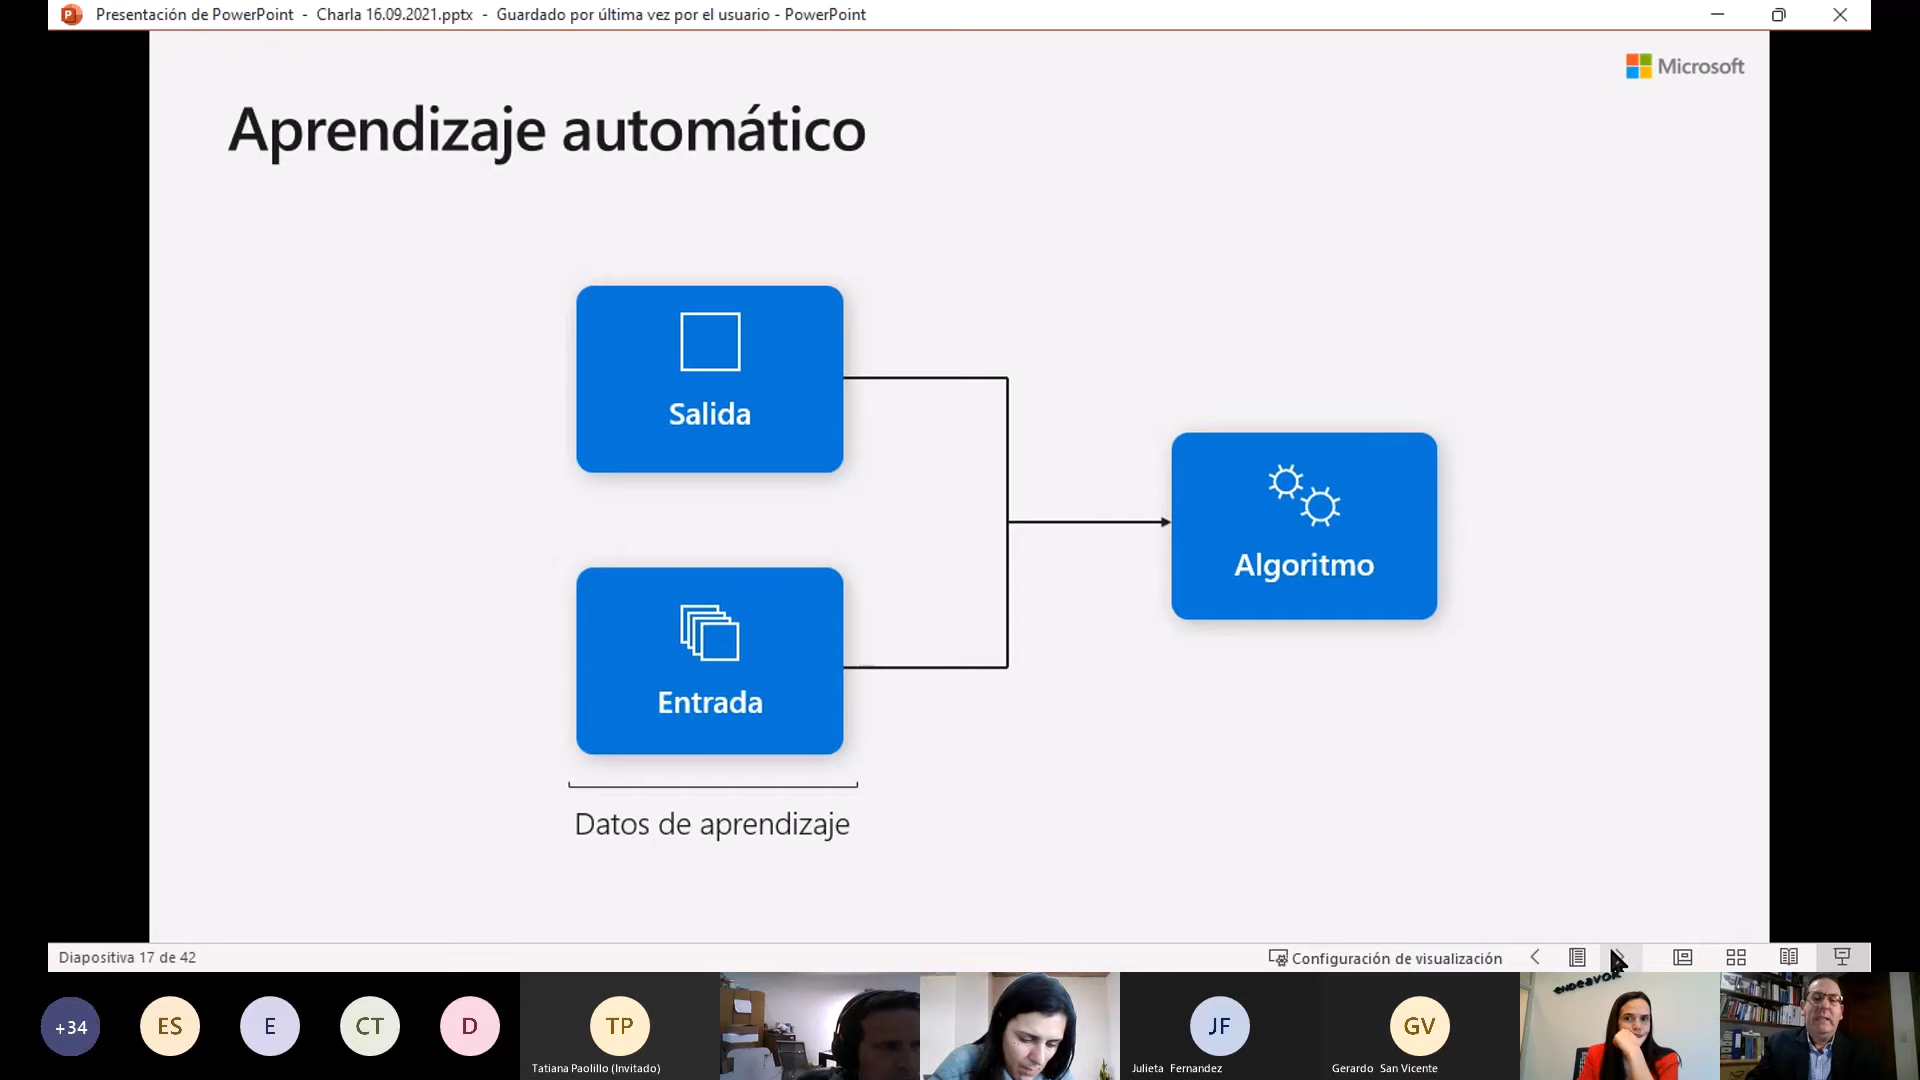 Presentación de PowerPoint - Charla 16.09.2021.pptx - Guardado por última vez por el usuario - PowerPoint
Microsoft
Aprendizaje automático
Salida
Algoritmo
Entrada
Datos de aprendizaje
Diapositiva 17 de 42
Configuración de visualización
+34
ES
E
CT
D
TP
Tatiana Paolillo (Invitado)
JF
Julieta Fernandez
GV
Gerardo San Vicente
endeavor